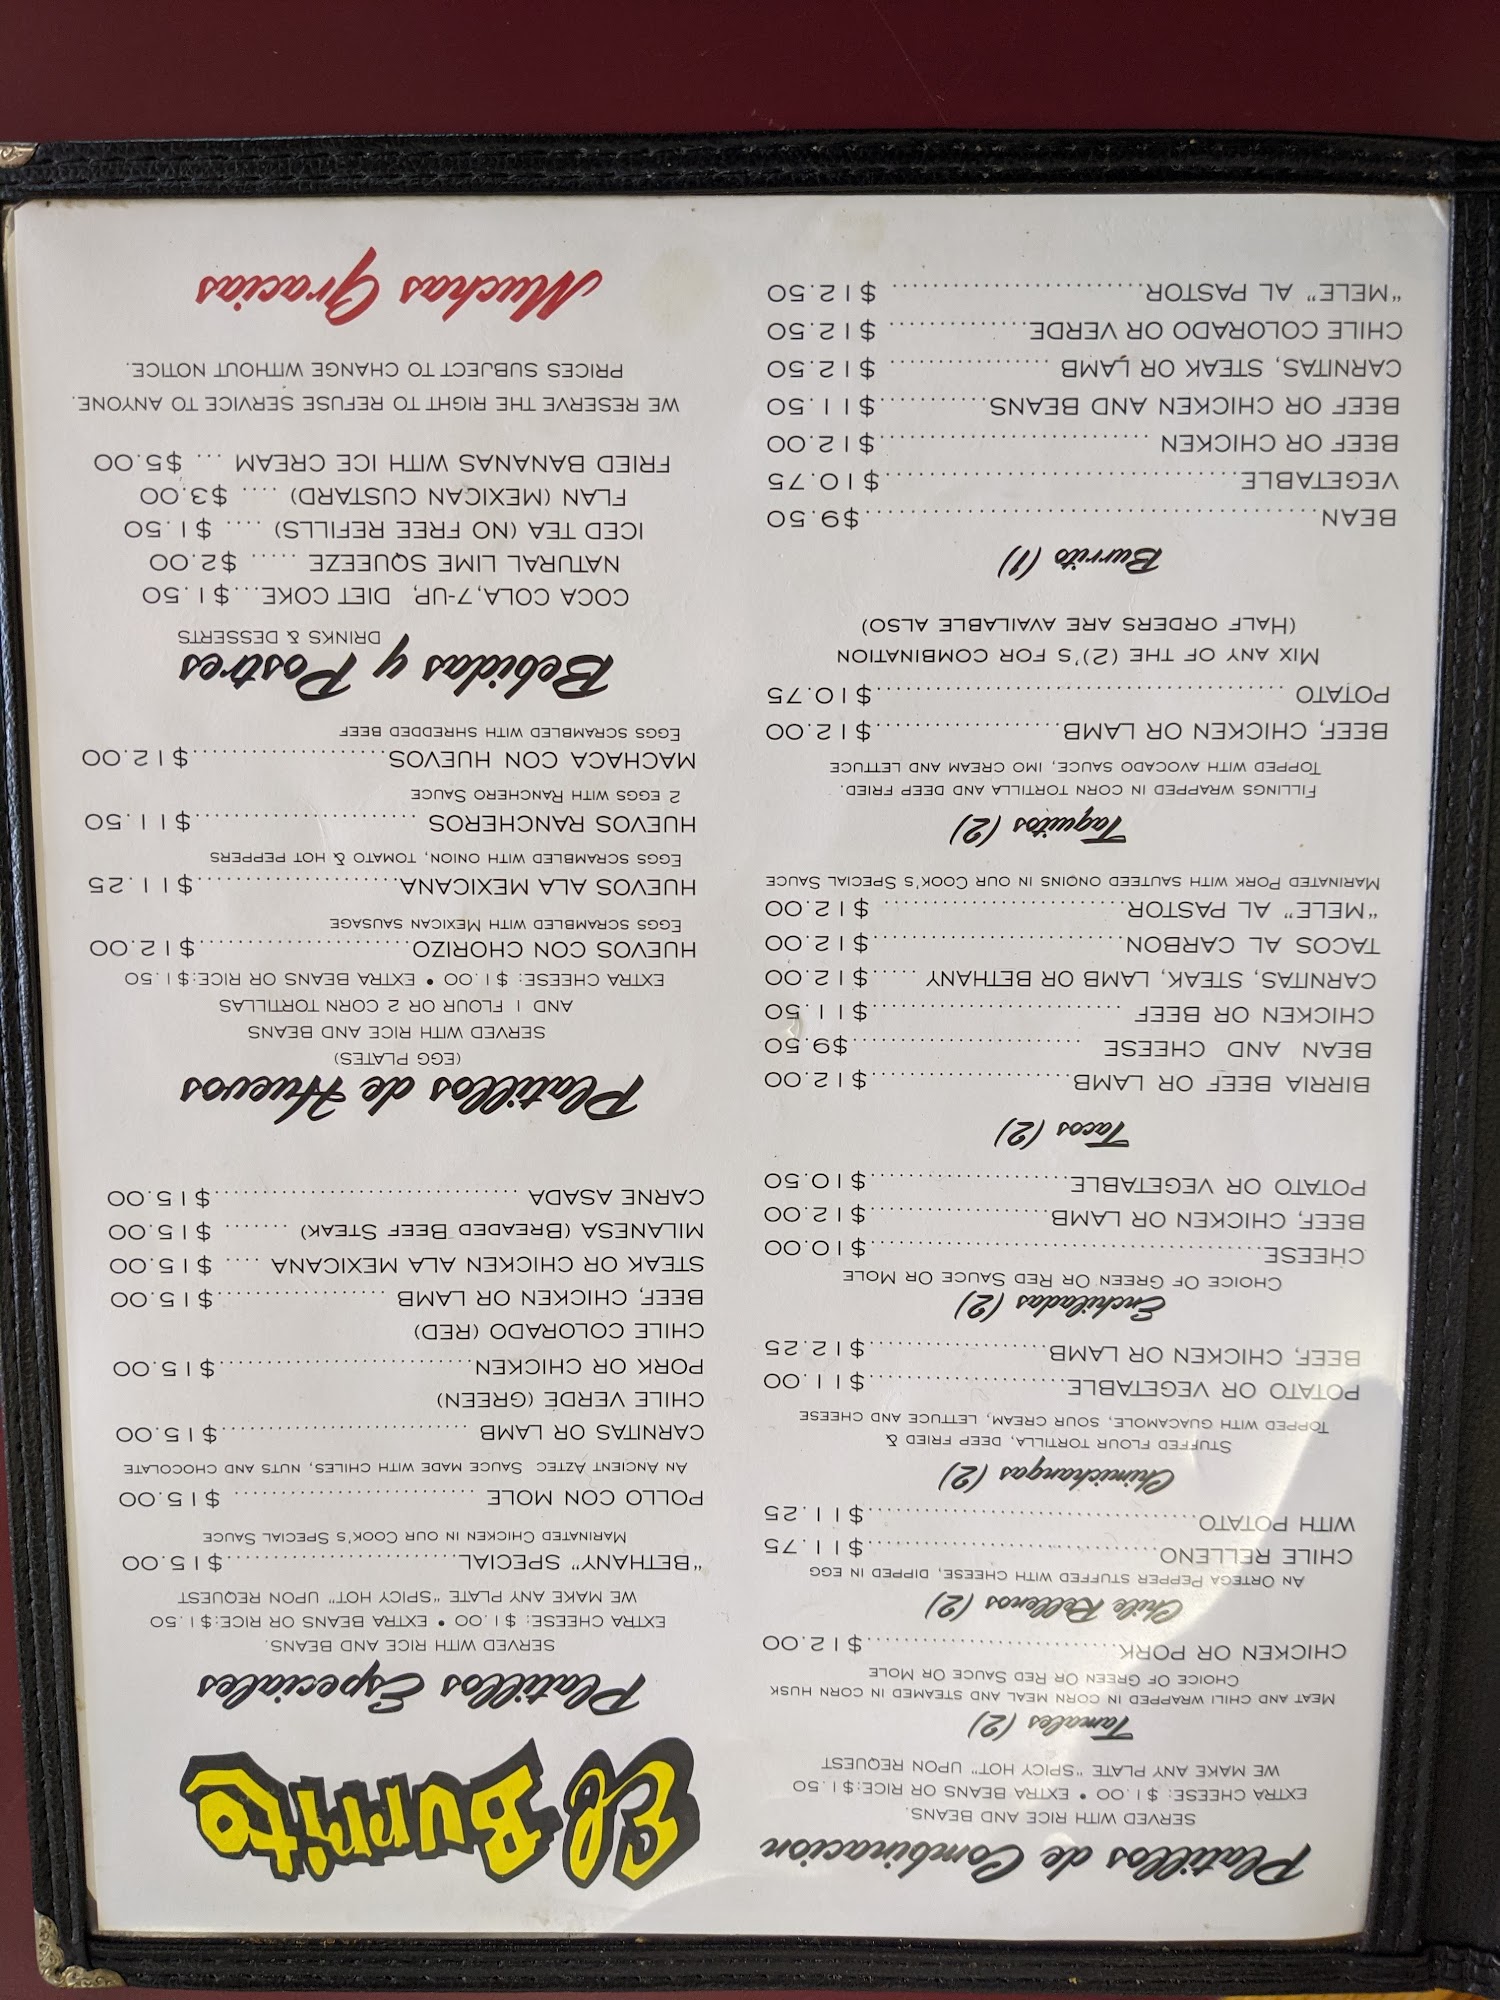 Platillos de Combinacion
SERVED WITH RICE AND BEANS.
EXTRA CHEESE: $1.00 • EXTRA BEANS OR RICE:$1.50
WE MAKE ANY PLATE "SPICY HOT" UPON REQUEST
Tamales (2)
MEAT AND CHILI WRAPPED IN CORN MEAL AND STEAMED IN CORN HUSK
CHOICE OF GREEN OR RED SAUCE OR MOLE
CHICKEN OR PORK..............................$12.00
Chile Rellenos (2)
AN ORTEGA PEPPER STUFFED WITH CHEESE, DIPPED IN EGG
CHILE RELLENO..................................$11.75
WITH POTATO......................................$11.25
Chimichangas (2)
STUFFED FLOUR TORTILLA, DEEP FRIED &
TOPPED WITH GUACAMOLE, SOUR CREAM, LETTUCE AND CHEESE
POTATO OR VEGETABLE.......................$11.00
BEEF, CHICKEN OR LAMB.....................$12.25
Enchiladas (2)
CHOICE OF GREEN OR RED SAUCE OR MOLE
CHEESE..............................................$10.00
BEEF, CHICKEN OR LAMB.....................$12.00
POTATO OR VEGETABLE.......................$10.50
Tacos (2)
BIRRIA BEEF OR LAMB.......................$12.00
BEAN AND CHEESE .........................$9.50
CHICKEN OR BEEF ............................$11.50
CARNITAS, STEAK, LAMB OR BETHANY .....$12.00
TACOS AL CARBON............................$12.00
"MELE" AL PASTOR.......................... $12.00
MARINATED PORK WITH SAUTEED ONOINS IN OUR COOK'S SPECIAL SAUCE
Taquitos (2)
FILLINGS WRAPPED IN CORN TORTILLA AND DEEP FRIED.
TOPPED WITH AVOCADO SAUCE, IMO CREAM AND LETTUCE
BEEF, CHICKEN OR LAMB.....................$12.00
POTATO .............................................$10.75
MIX ANY OF THE (2)'S FOR COMBINATION
(HALF ORDERS ARE AVAILABLE ALSO)
Burrito (1)
BEAN..................................................$9.50
VEGETABLE........................................$10.75
BEEF OR CHICKEN ..............................$12.00
BEEF OR CHICKEN AND BEANS............$11.50
CARNITAS, STEAK OR LAMB ................. $12.50
CHILE COLORADO OR VERDE............... $12.50
"MELE" AL PASTOR........................... $12.50
El Burrito
Platillos Especiales
SERVED WITH RICE AND BEANS.
EXTRA CHEESE: $1.00 • EXTRA BEANS OR RICE:$1.50
WE MAKE ANY PLATE "SPICY HOT" UPON REQUEST
"BETHANY" SPECIAL..........................$15.00
MARINATED CHICKEN IN OUR COOK'S SPECIAL SAUCE
POLLO CON MOLE ........................... $15.00
AN ANCIENT AZTEC SAUCE MADE WITH CHILES, NUTS AND CHOCOLATE
CARNITAS OR LAMB ...........................$15.00
CHILE VERDE (GREEN)
PORK OR CHICKEN............................$15.00
CHILE COLORADO (RED)
BEEF, CHICKEN OR LAMB ...................$15.00
STEAK OR CHICKEN ALA MEXICANA .... $15.00
MILANESA (BREADED BEEF STEAK) ....... $15.00
CARNE ASADA .................................$15.00
Platillos de Huevos
(EGG PLATES)
SERVED WITH RICE AND BEANS
AND 1 FLOUR OR 2 CORN TORTILLAS
EXTRA CHEESE: $1.00 • EXTRA BEANS OR RICE:$1.50
HUEVOS CON CHORIZO.......................$12.00
EGGS SCRAMBLED WITH MEXICAN SAUSAGE
HUEVOS ALA MEXICANA......................$11.25
EGGS SCRAMBLED WITH ONION, TOMATO & HOT PEPPERS
HUEVOS RANCHEROS ........................$11.50
2 EGGS WITH RANCHERO SAUCE
MACHACA CON HUEVOS.....................$12.00
EGGS SCRAMBLED WITH SHREDDED BEEF
Bebidas y Postres
DRINKS & DESSERTS
COCA COLA,7-UP, DIET COKE...$1.50
NATURAL LIME SQUEEZE ..... $2.00
ICED TEA (NO FREE REFILLS) .... $1.50
FLAN (MEXICAN CUSTARD) .... $3.00
FRIED BANANAS WITH ICE CREAM ... $5.00
WE RESERVE THE RIGHT TO REFUSE SERVICE TO ANYONE.
PRICES SUBJECT TO CHANGE WITHOUT NOTICE.
Muchas Gracias